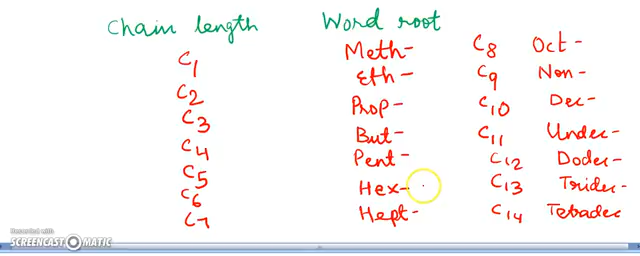 Chain length Word root
C1 Meth- C8 Oct-
C2 Eth- C9 Non-
C3 Prop- C10 Dec-
C4 But- C11 Undec-
C5 Pent- C12 Dodec-
C6 Hex- C13 Tridec-
C7 Hept- C14 Tetradec
Recorded with
SCREENCAST-O-MATIC